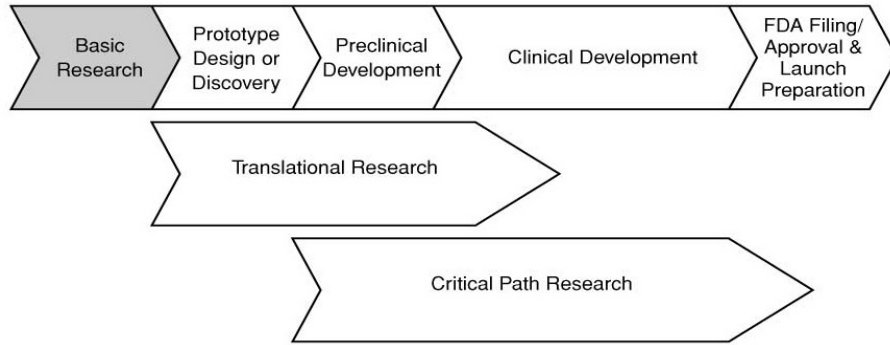 Basic
Research
Prototype
Design or
Discovery
Preclinical
Development
Clinical Development
FDA Filing/
Approval &
Launch
Preparation
Translational Research
Critical Path Research